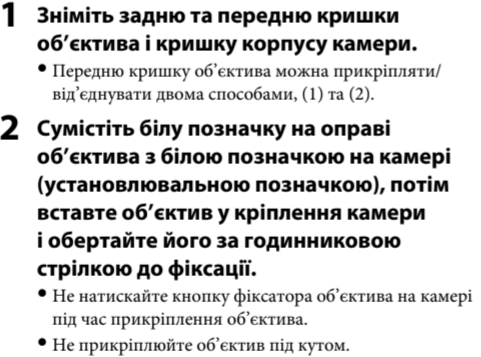 1 Зніміть задню та передню кришки
об’єктива і кришку корпусу камери.
• Передню кришку об’єктива можна прикріпляти/
від’єднувати двома способами, (1) та (2).
2 Сумістіть білу позначку на оправі
об’єктива з білою позначкою на камері
(установлювальною позначкою), потім
вставте об’єктив у кріплення камери
і обертайте його за годинниковою
стрілкою до фіксації.
• Не натискайте кнопку фіксатора об’єктива на камері
під час прикріплення об’єктива.
• Не прикріплюйте об’єктив під кутом.